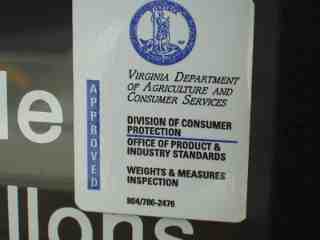 VIRGINIA DEPARTMENT
OF AGRICULTURE AND
CONSUMER SERVICES
APPROVED
DIVISION OF CONSUMER
PROTECTION
OFFICE OF PRODUCT &
INDUSTRY STANDARDS
WEIGHTS & MEASURES
INSPECTION
804/786-2476
le
llons